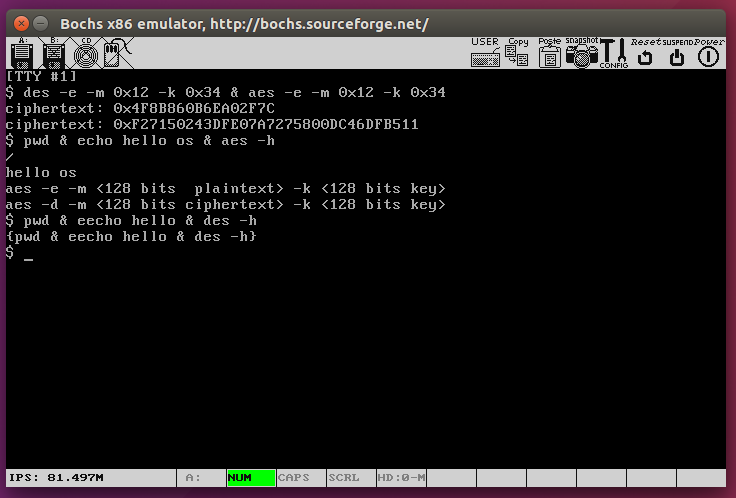 Bochs x86 emulator, http://bochs.sourceforge.net/
A: B: CD USER Copy Paste snapshot CONFIG Reset SUSPEND Power
[TTY #1]
$ des -e -m 0x12 -k 0x34 & aes -e -m 0x12 -k 0x34
ciphertext: 0x4F8B860B6EA02F7C
ciphertext: 0xF27150243DFE07A7275800DC46DFB511
$ pwd & echo hello os & aes -h
/
hello os
aes -e -m <128 bits  plaintext> -k <128 bits key>
aes -d -m <128 bits ciphertext> -k <128 bits key>
$ pwd & eecho hello & des -h
{pwd & eecho hello & des -h}
$ _
IPS: 81.497M A: NUM CAPS SCRL HD:0-M